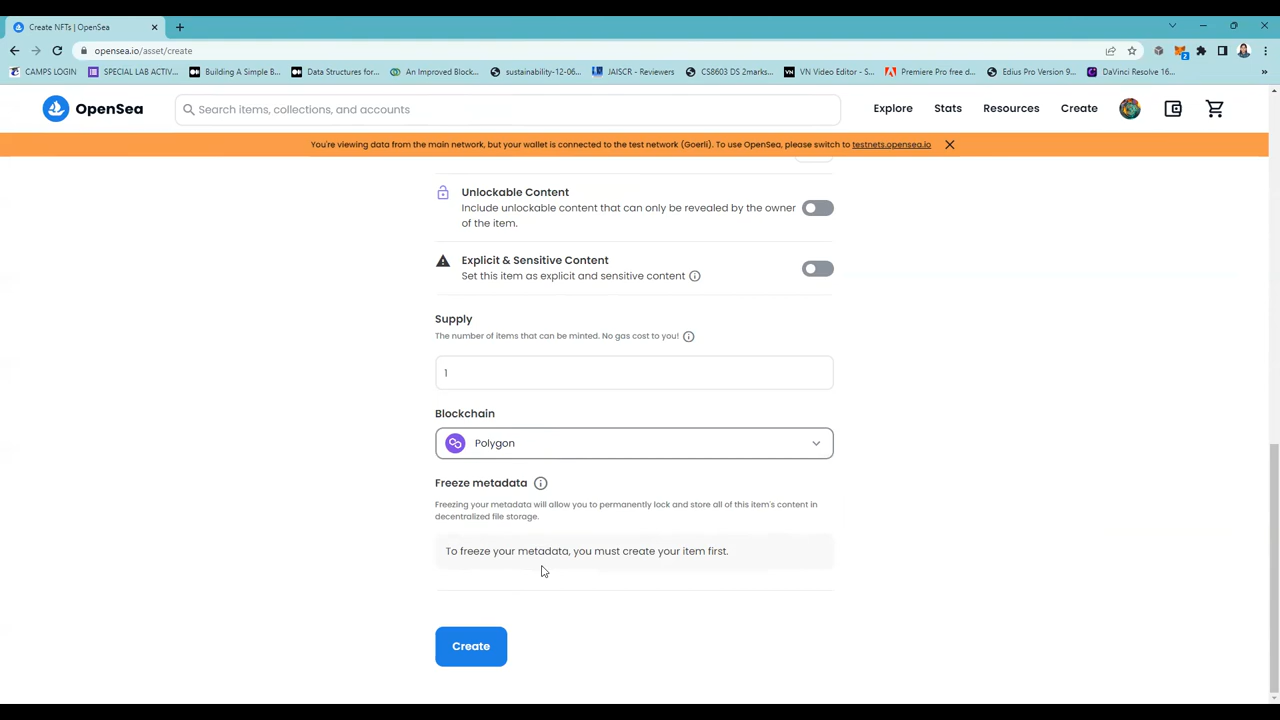 Create NFTs | OpenSea
opensea.io/asset/create
CAMPS LOGIN
SPECIAL LAB ACTIV...
Building A Simple B...
Data Structures for...
An Improved Block...
sustainability-12-06...
JAISCR - Reviewers
CS8603 DS 2marks...
VN Video Editor - S...
Premiere Pro free d...
Edius Pro Version 9...
DaVinci Resolve 16...
OpenSea
Search items, collections, and accounts
Explore
Stats
Resources
Create
You're viewing data from the main network, but your wallet is connected to the test network (Goerli). To use OpenSea, please switch to testnets.opensea.io
Unlockable Content
Include unlockable content that can only be revealed by the owner
of the item.
Explicit & Sensitive Content
Set this item as explicit and sensitive content
Supply
The number of items that can be minted. No gas cost to you!
1
Blockchain
Polygon
Freeze metadata
Freezing your metadata will allow you to permanently lock and store all of this item's content in
decentralized file storage.
To freeze your metadata, you must create your item first.
Create